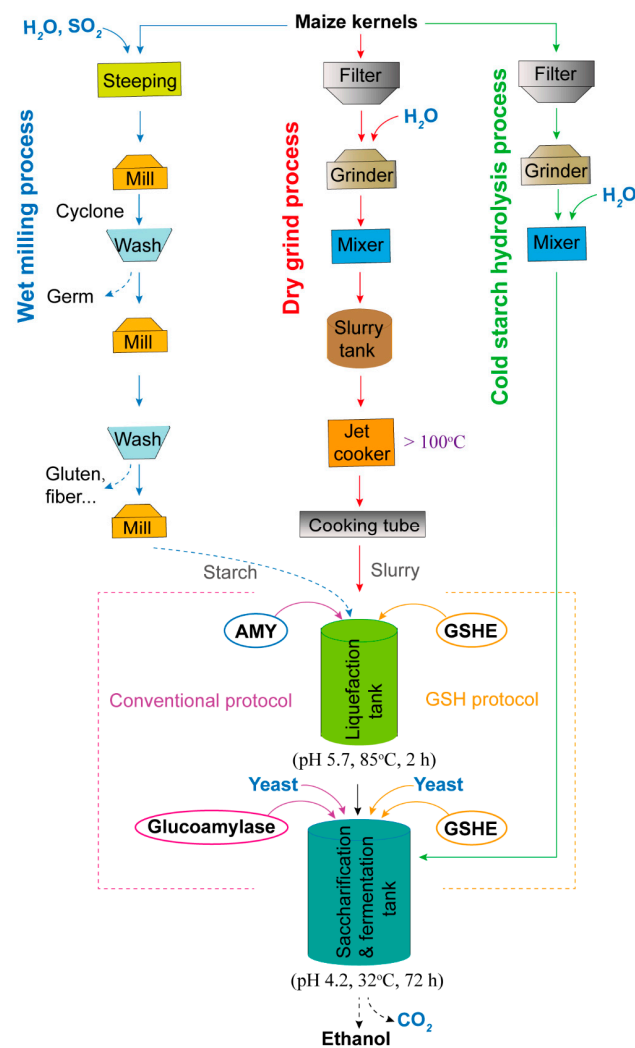 Maize kernels
H₂O, SO₂
Steeping
Mill
Cyclone
Wash
Germ
Mill
Wash
Gluten,
fiber...
Mill
Starch
Wet milling process
Filter
H₂O
Grinder
Mixer
Slurry
tank
Jet
cooker
> 100°C
Cooking tube
Slurry
Dry grind process
Filter
Grinder
H₂O
Mixer
Cold starch hydrolysis process
AMY
GSHE
Conventional protocol
Liquefaction
tank
GSH protocol
(pH 5.7, 85°C, 2 h)
Yeast
Yeast
Glucoamylase
GSHE
Saccharification
& fermentation
tank
(pH 4.2, 32°C, 72 h)
CO₂
Ethanol